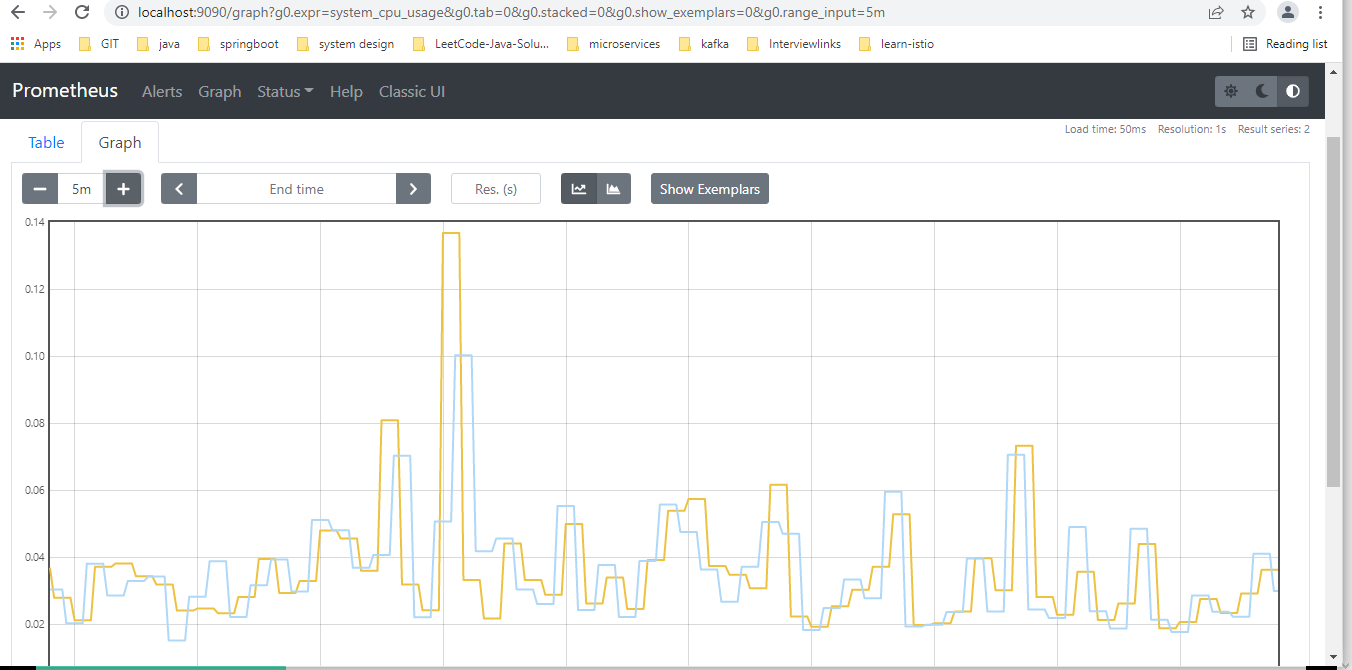 localhost:9090/graph?g0.expr=system_cpu_usage&g0.tab=0&g0.stacked=0&g0.show_exemplars=0&g0.range_input=5m
Apps GIT java springboot system design LeetCode-Java-Solu... microservices kafka Interviewlinks learn-istio Reading list
Prometheus Alerts Graph Status Help Classic UI
Load time: 50ms Resolution: 1s Result series: 2
Table Graph
5m End time Res. (s) Show Exemplars
0.14
0.12
0.10
0.08
0.06
0.04
0.02